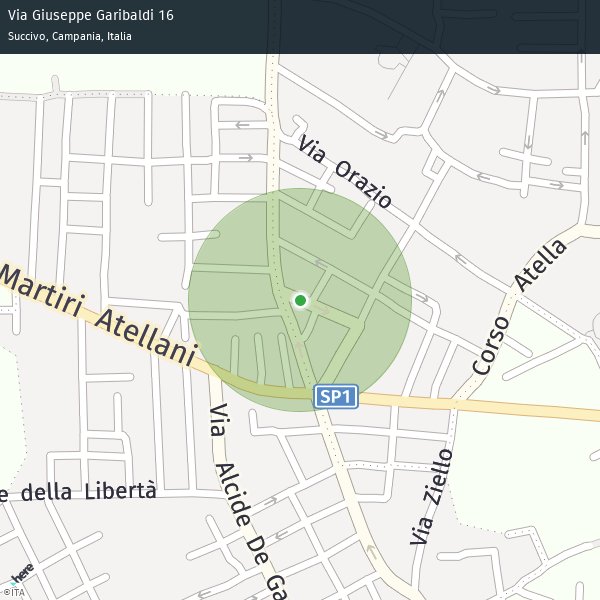 Via Giuseppe Garibaldi 16
Succivo, Campania, Italia
Via Orazio
Martiri Atellani
Corso Atella
SP1
Via Alcide De Ga
Via Ziello
e della Libertà
here
©ITA